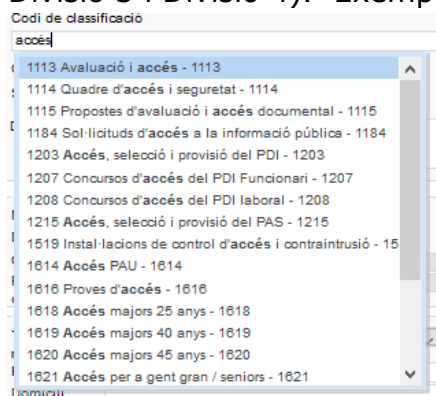 Codi de classificació
accès
1113 Avaluació i accés - 1113
1114 Quadre d'accés i seguretat - 1114
1115 Propostes d'avaluació i accés documental - 1115
1184 Sol·licituds d'accés a la informació pública - 1184
1203 Accés, selecció i provisió del PDI - 1203
1207 Concursos d'accés del PDI Funcionari - 1207
1208 Concursos d'accés del PDI laboral - 1208
1215 Accés, selecció i provisió del PAS - 1215
1519 Instal·lacions de control d'accés i contraintrusió - 15
1614 Accés PAU - 1614
1616 Proves d'accés - 1616
1618 Accés majors 25 anys - 1618
1619 Accés majors 40 anys - 1619
1620 Accés majors 45 anys - 1620
1621 Accés per a gent gran / seniors - 1621
Domicili